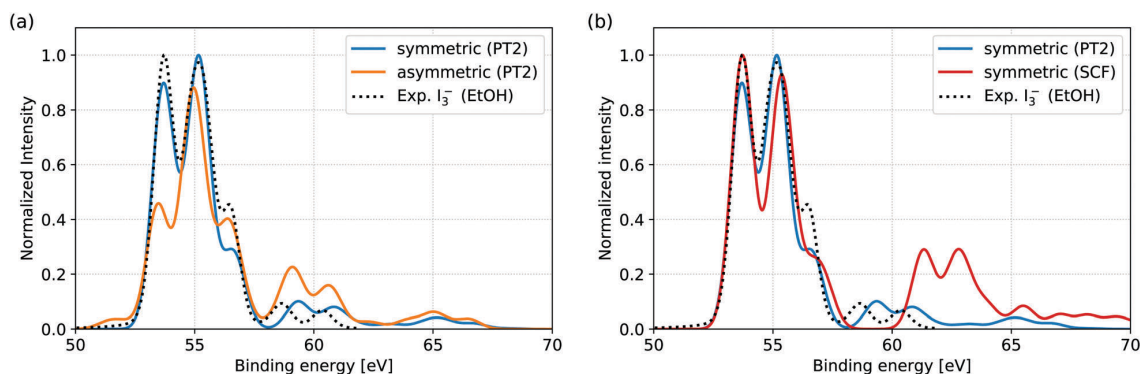 (a)
symmetric (PT2)
asymmetric (PT2)
Exp. I₃⁻ (EtOH)
Normalized Intensity
1.0
0.8
0.6
0.4
0.2
0.0
50 55 60 65 70
Binding energy [eV]
(b)
symmetric (PT2)
symmetric (SCF)
Exp. I₃⁻ (EtOH)
Normalized intensity
1.0
0.8
0.6
0.4
0.2
0.0
50 55 60 65 70
Binding energy [eV]